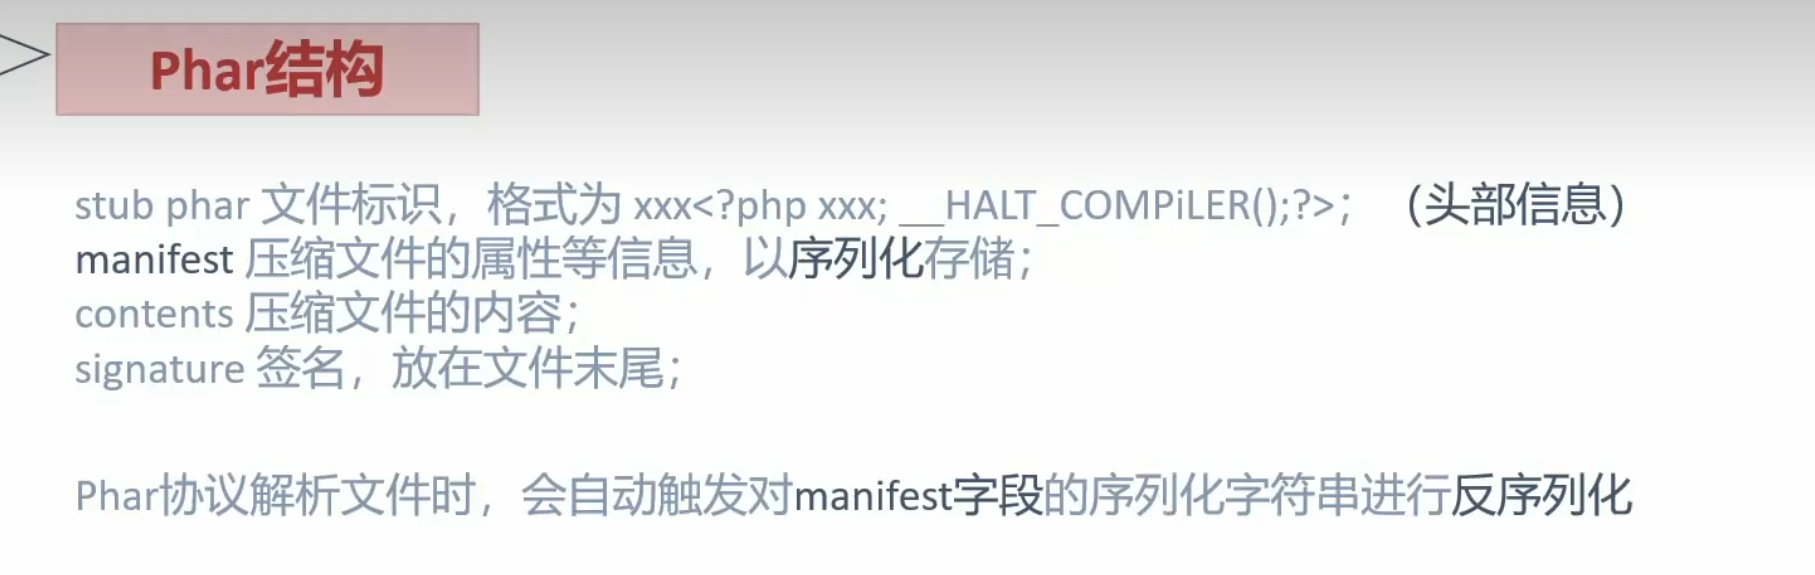 Phar结构
stub phar 文件标识，格式为 xxx<?php xxx; __HALT_COMPiLER();?>；（头部信息）
manifest 压缩文件的属性等信息，以序列化存储；
contents 压缩文件的内容；
signature 签名，放在文件末尾；
Phar协议解析文件时，会自动触发对manifest字段的序列化字符串进行反序列化